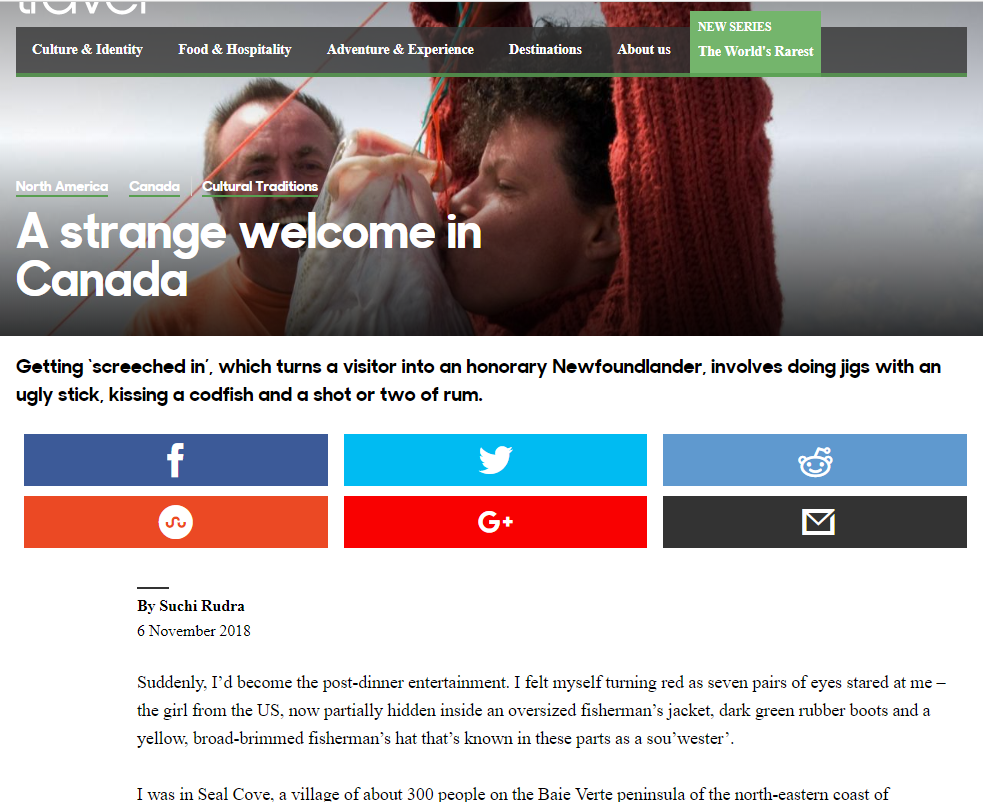 travel
NEW SERIES
Culture & Identity Food & Hospitality Adventure & Experience Destinations About us The World's Rarest
North America Canada Cultural Traditions
A strange welcome in
Canada
Getting ‘screeched in’, which turns a visitor into an honorary Newfoundlander, involves doing jigs with an
ugly stick, kissing a codfish and a shot or two of rum.
G+
By Suchi Rudra
6 November 2018
Suddenly, I’d become the post-dinner entertainment. I felt myself turning red as seven pairs of eyes stared at me –
the girl from the US, now partially hidden inside an oversized fisherman’s jacket, dark green rubber boots and a
yellow, broad-brimmed fisherman’s hat that’s known in these parts as a sou’wester’.
I was in Seal Cove, a village of about 300 people on the Baie Verte peninsula of the north-eastern coast of